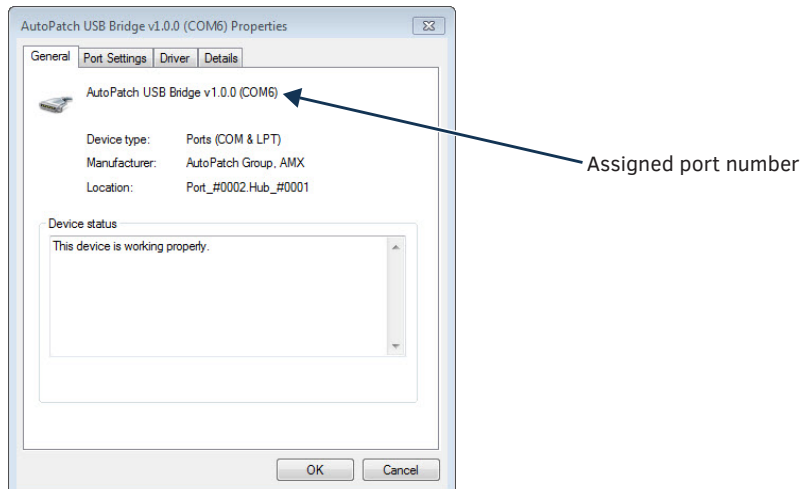 AutoPatch USB Bridge v1.0.0 (COM6) Properties
General Port Settings Driver Details
AutoPatch USB Bridge v1.0.0 (COM6)
Device type: Ports (COM & LPT)
Manufacturer: AutoPatch Group, AMX
Location: Port_#0002.Hub_#0001
Assigned port number
Device status
This device is working properly.
OK Cancel